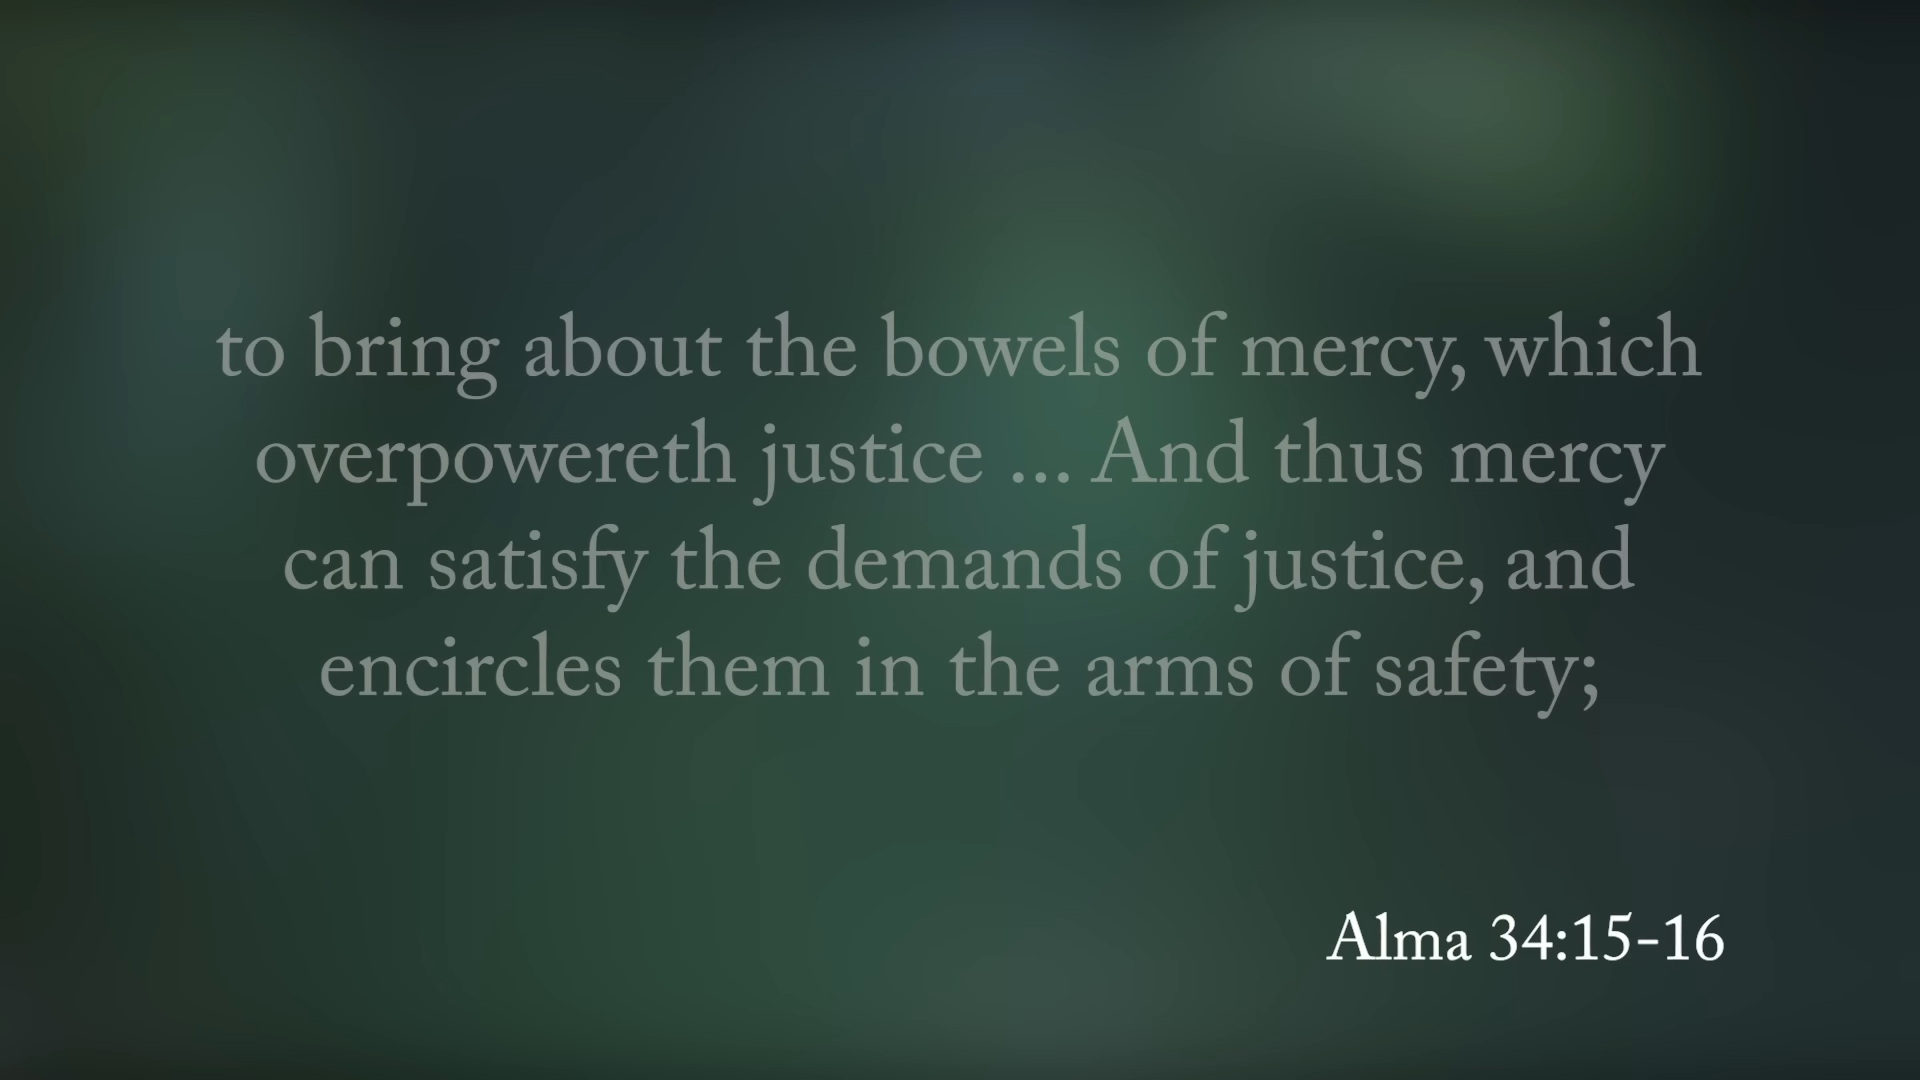 to bring about the bowels of mercy, which
overpowereth justice ... And thus mercy
can satisfy the demands of justice, and
encircles them in the arms of safety;
Alma 34:15-16